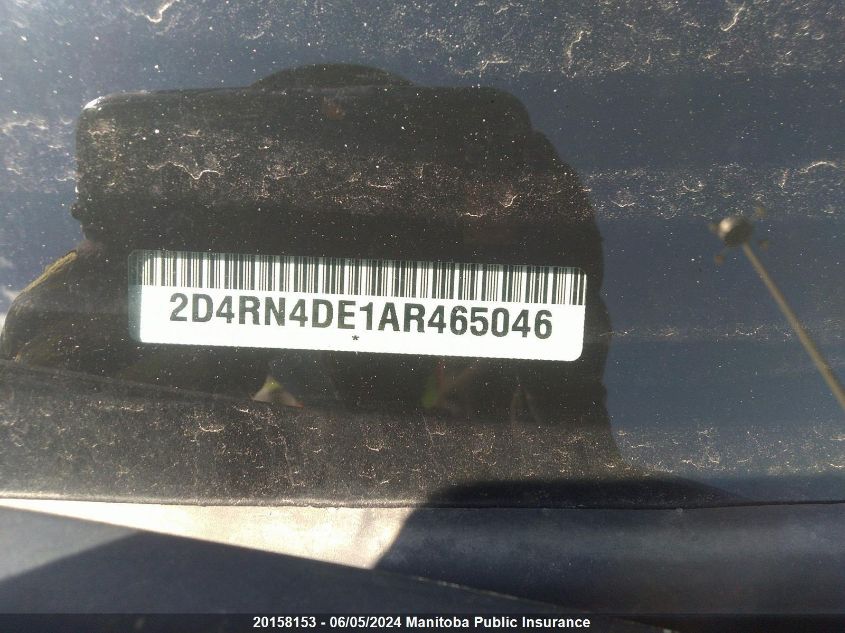 2D4RN4DE1AR465046
*
20158153 - 06/05/2024 Manitoba Public Insurance